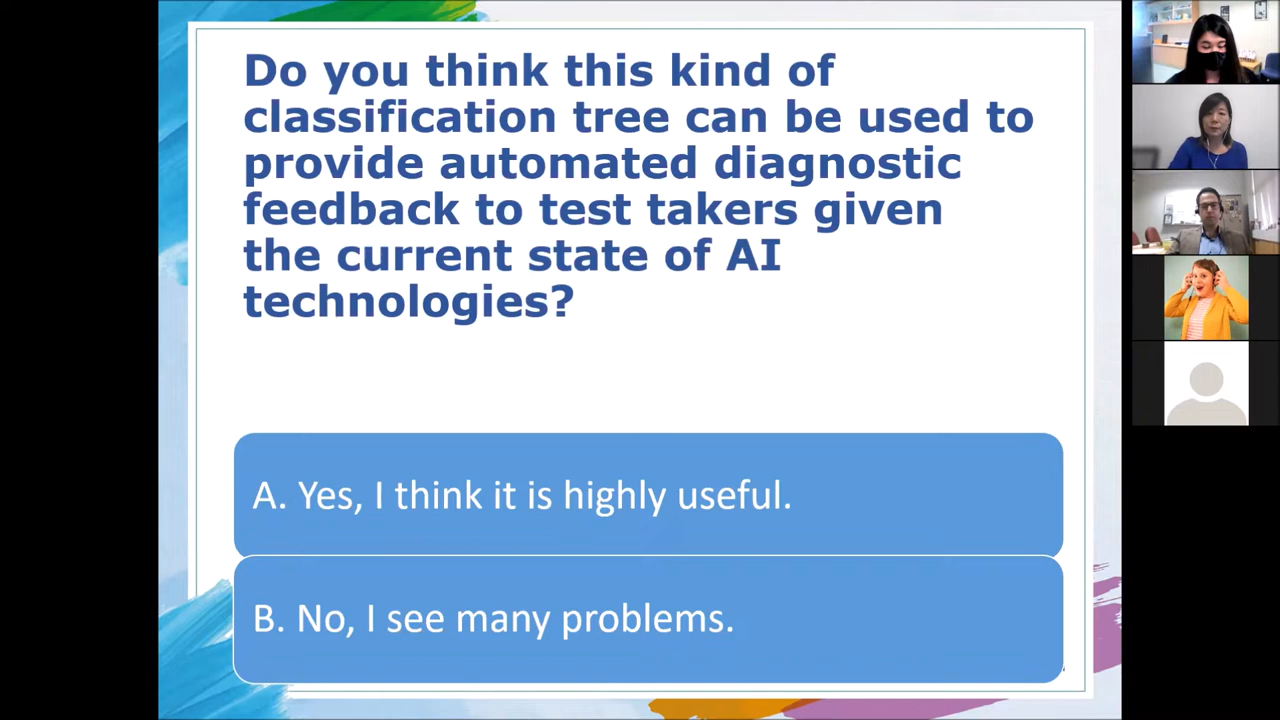 Do you think this kind of
classification tree can be used to
provide automated diagnostic
feedback to test takers given
the current state of AI
technologies?
A. Yes, I think it is highly useful.
B. No, I see many problems.